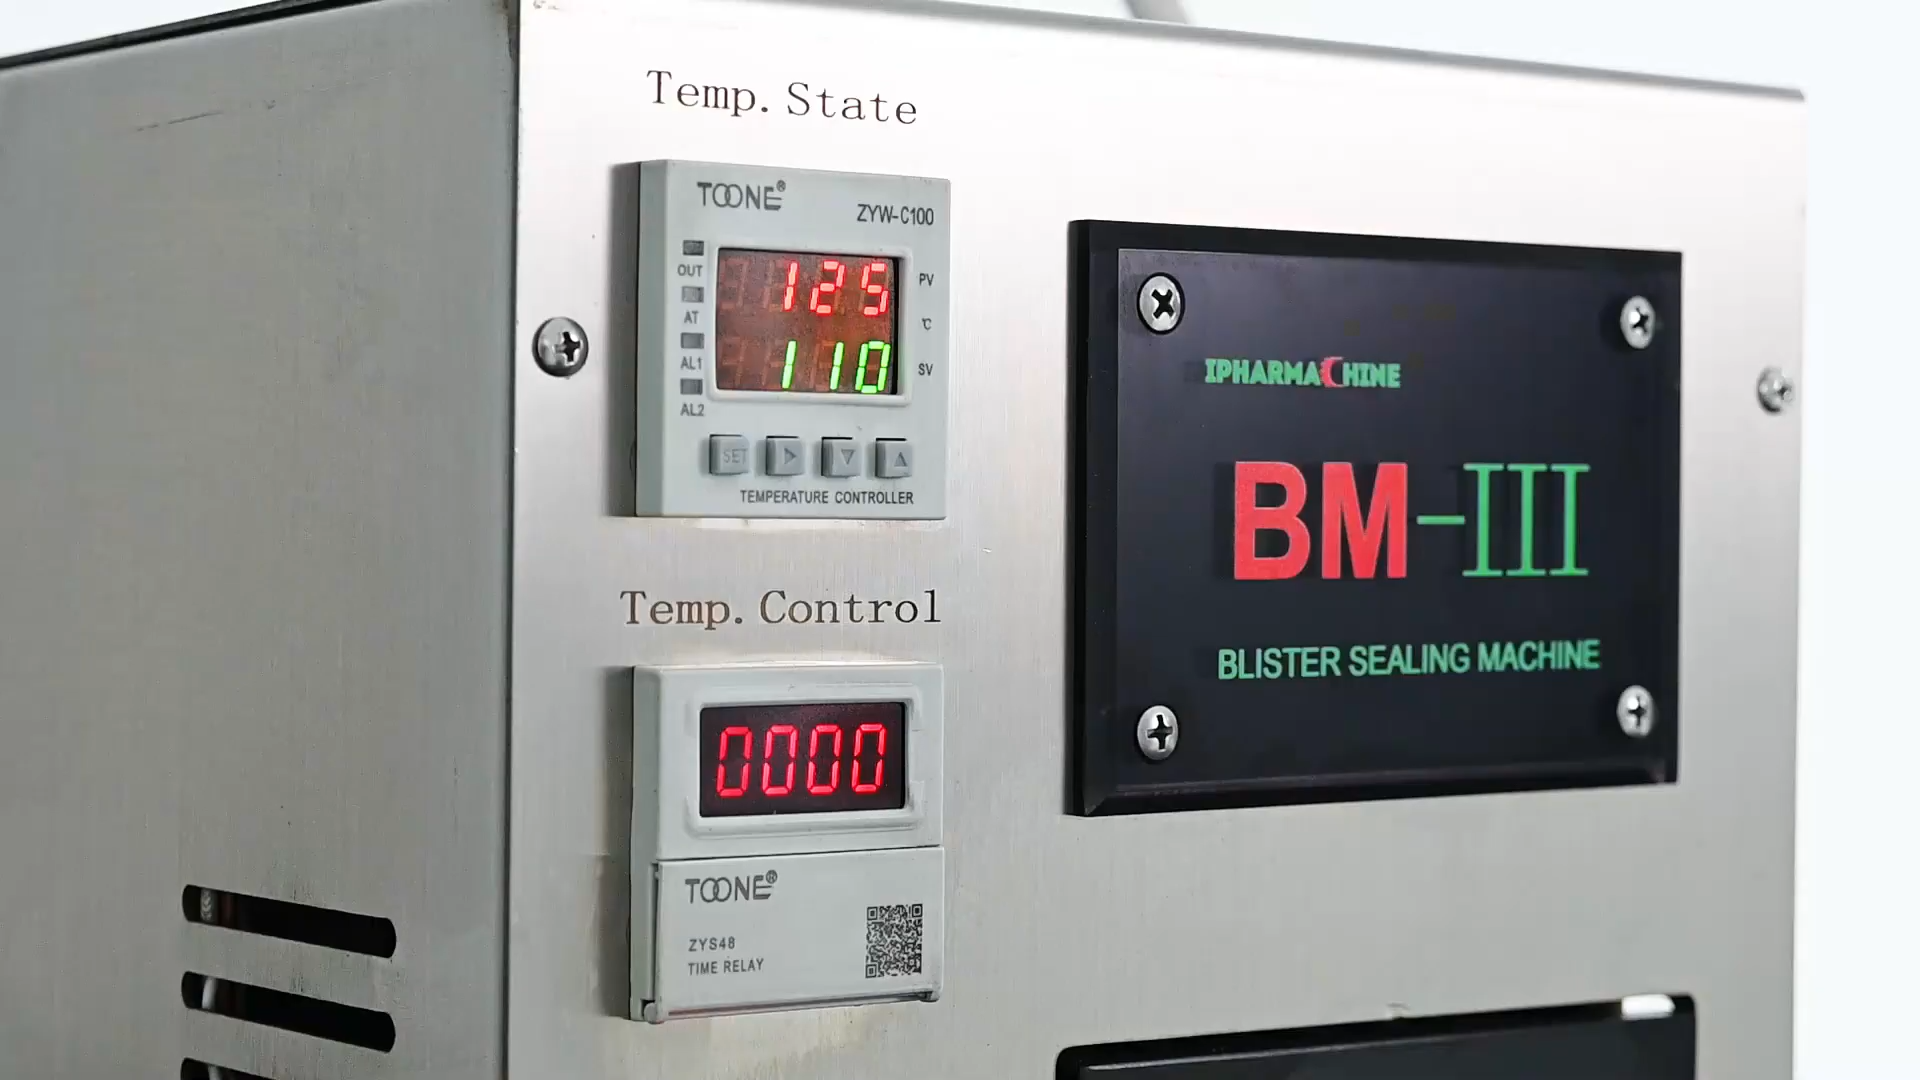 Temp. State
TOONE®
ZYW-C100
OUT
AT
AL1
AL2
125
110
PV
℃
SV
SET
TEMPERATURE CONTROLLER
Temp. Control
0000
TOONE®
ZYS48
TIME RELAY
IPHARMACHINE
BM-III
BLISTER SEALING MACHINE